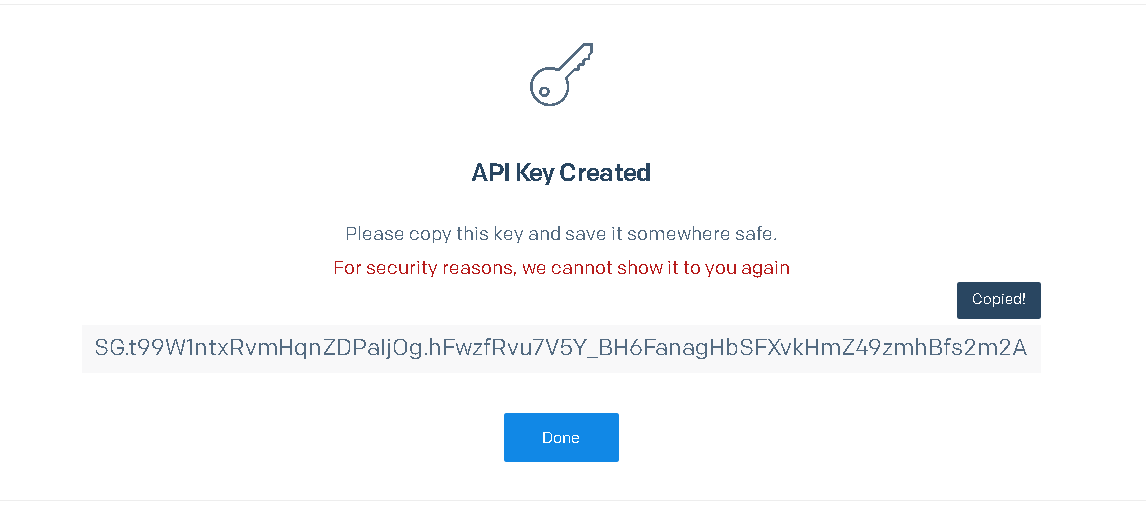 API Key Created
Please copy this key and save it somewhere safe.
For security reasons, we cannot show it to you again
Copied!
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
Done